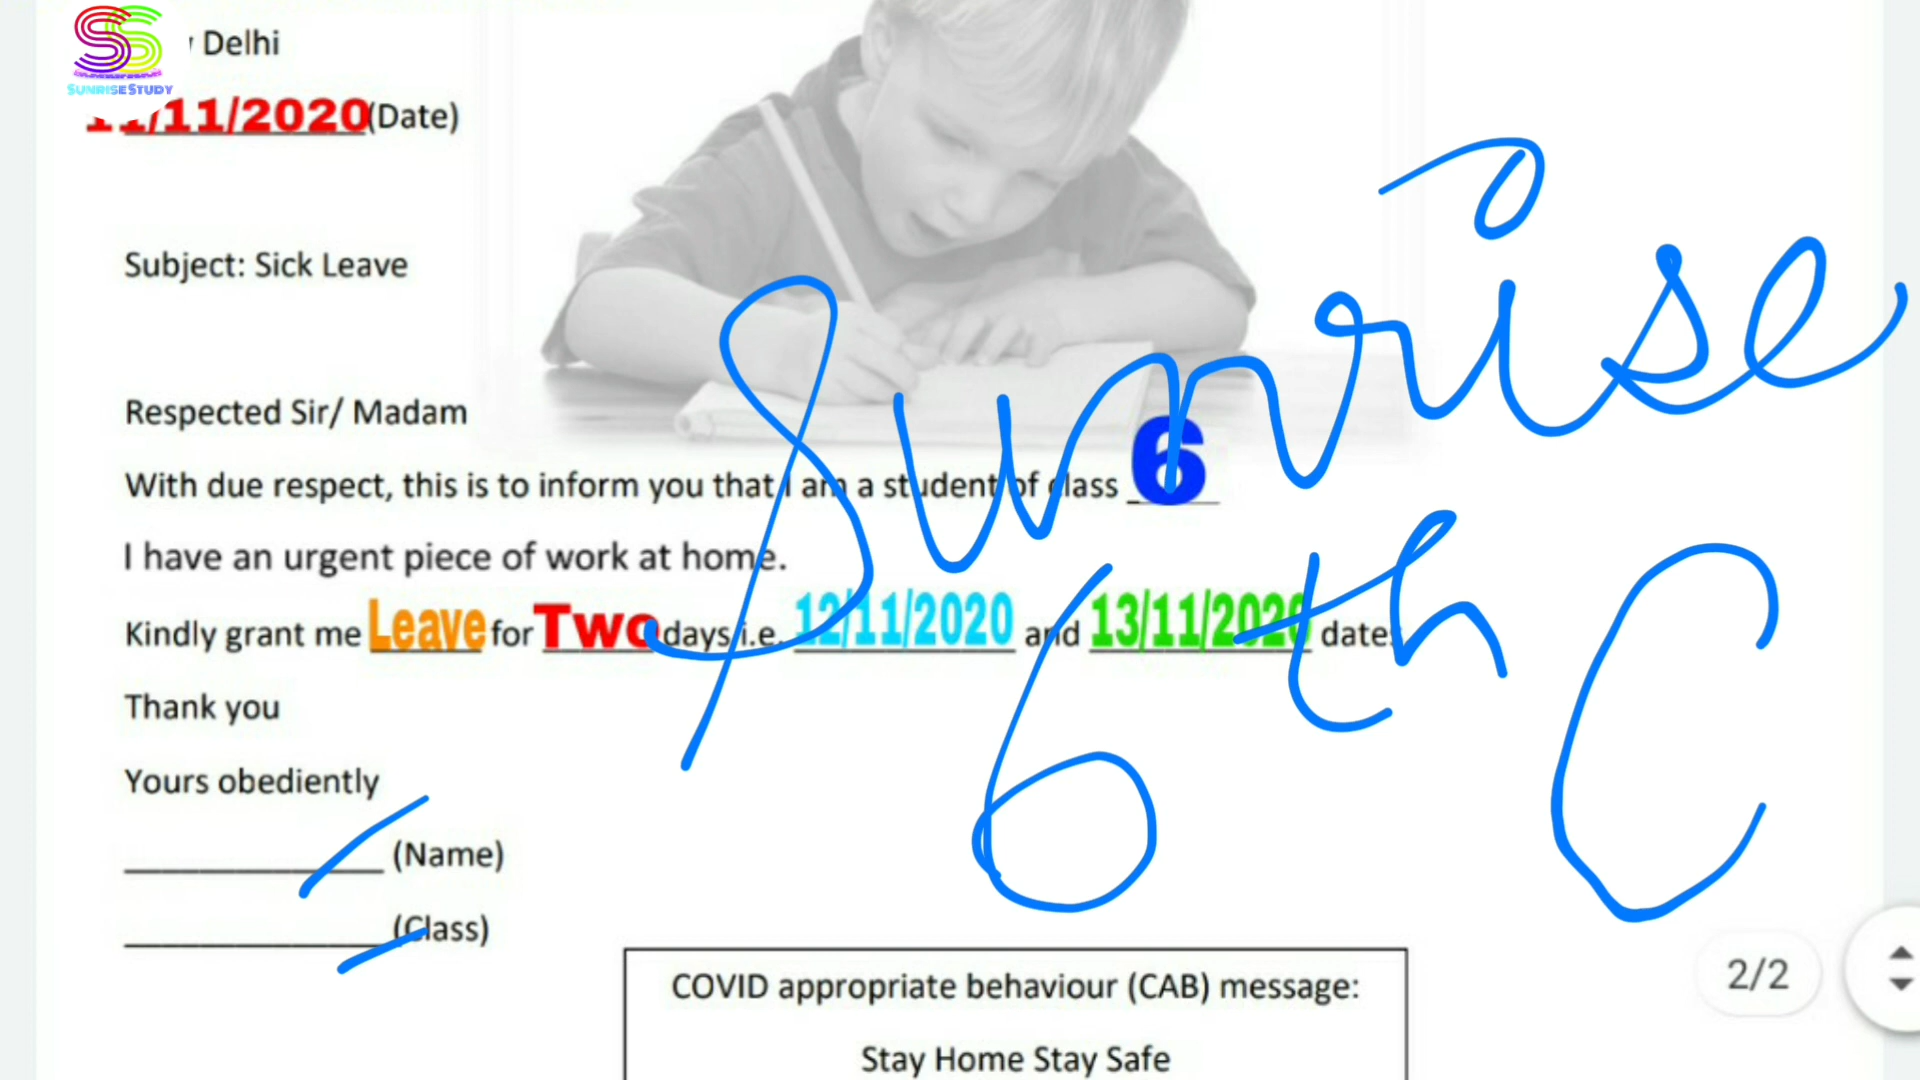 SS
SUNRISESTUDY
Delhi
/11/2020(Date)
Subject: Sick Leave
Respected Sir/ Madam
With due respect, this is to inform you that I am a student of class 6
I have an urgent piece of work at home.
Kindly grant me Leave for Two days i.e. 12/11/2020 and 13/11/2020 dates
Thank you
Yours obediently
(Name)
(Class)
Sunrise
6th C
COVID appropriate behaviour (CAB) message:
Stay Home Stay Safe
2/2